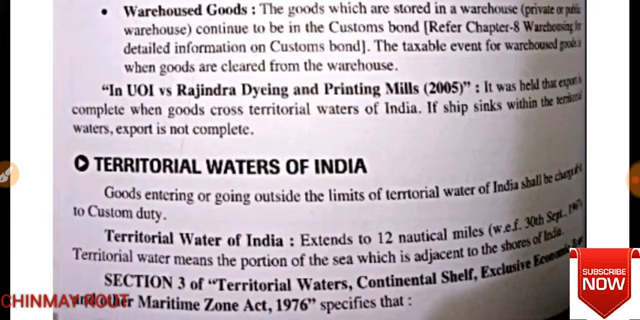 • Warehoused Goods : The goods which are stored in a warehouse (private or public
warehouse) continue to be in the Customs bond [Refer Chapter-8 Warehousing for
detailed information on Customs bond]. The taxable event for warehoused goods is
when goods are cleared from the warehouse.
“In UOI vs Rajindra Dyeing and Printing Mills (2005)” : It was held that export is
complete when goods cross territorial waters of India. If ship sinks within the territorial
waters, export is not complete.
TERRITORIAL WATERS OF INDIA
Goods entering or going outside the limits of terrtorial water of India shall be chargeable
to Custom duty.
Territorial Water of India : Extends to 12 nautical miles (w.e.f. 30th Sept.,
Territorial water means the portion of the sea which is adjacent to the shores of India.
SECTION 3 of “Territorial Waters, Continental Shelf, Exclusive Economic
and other Maritime Zone Act, 1976” specifies that :
CHINMAY ROUT
SUBSCRIBE
NOW